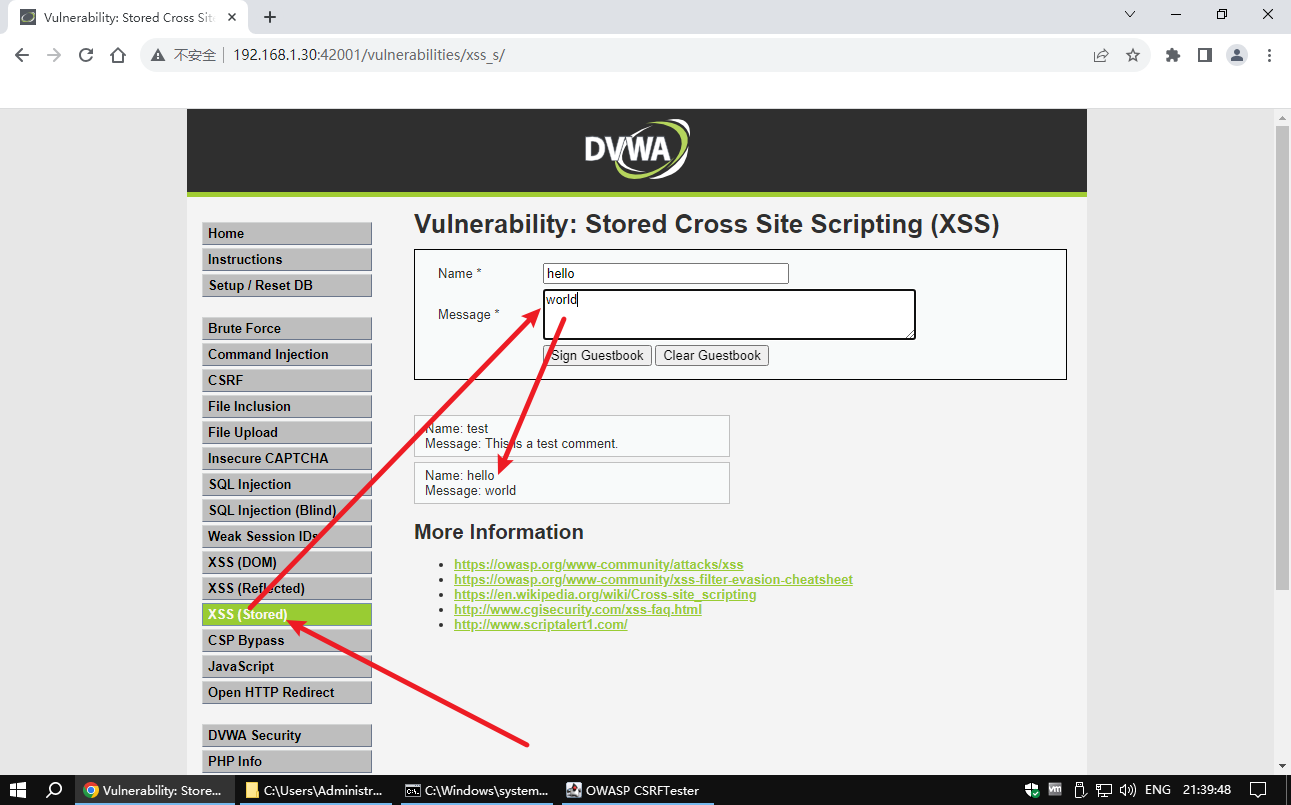 Vulnerability: Stored Cross Sit
不安全
192.168.1.30:42001/vulnerabilities/xss_s/
DVWA
Home
Instructions
Setup / Reset DB
Brute Force
Command Injection
CSRF
File Inclusion
File Upload
Insecure CAPTCHA
SQL Injection
SQL Injection (Blind)
Weak Session IDs
XSS (DOM)
XSS (Reflected)
XSS (Stored)
CSP Bypass
JavaScript
Open HTTP Redirect
DVWA Security
PHP Info
Vulnerability: Stored Cross Site Scripting (XSS)
Name * hello
Message * world
Sign Guestbook Clear Guestbook
Name: test
Message: This is a test comment.
Name: hello
Message: world
More Information
https://owasp.org/www-community/attacks/xss
https://owasp.org/www-community/xss-filter-evasion-cheatsheet
https://en.wikipedia.org/wiki/Cross-site_scripting
http://www.cgisecurity.com/xss-faq.html
http://www.scriptalert1.com/
Vulnerability: Store...
C:\Users\Administr...
C:\Windows\system...
OWASP CSRFTester
vm
ENG
21:39:48